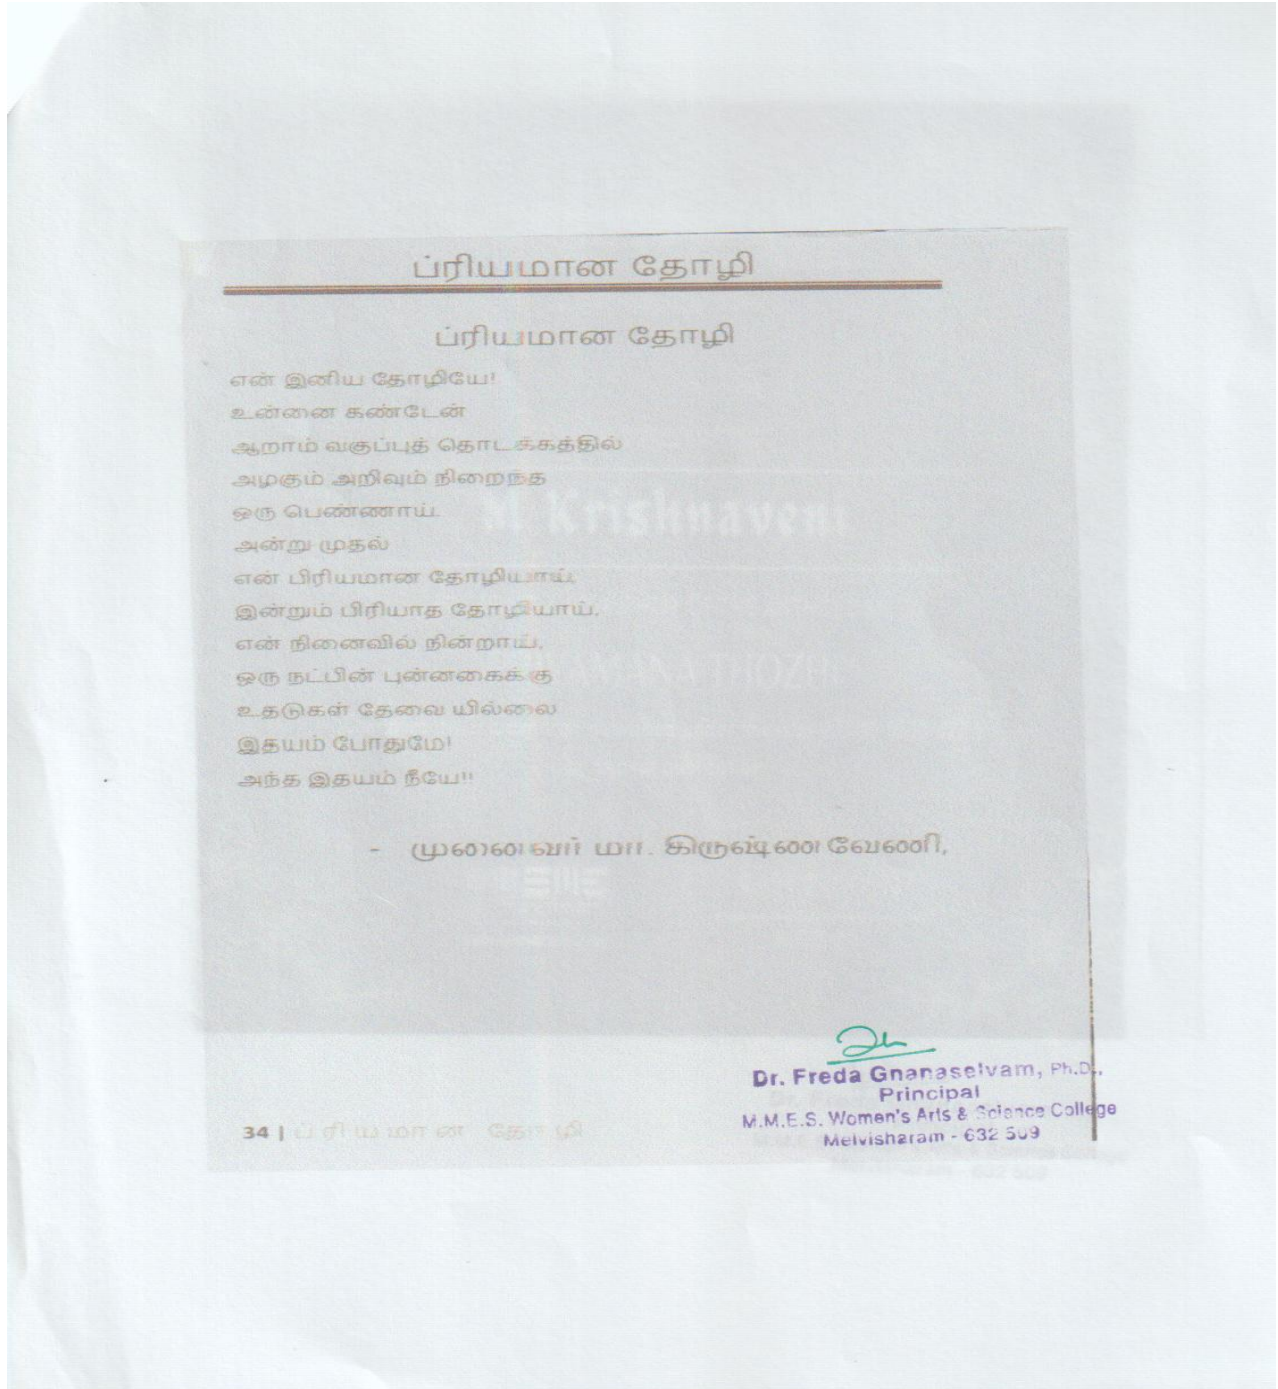 ப்ரியமான தோழி
ப்ரியமான தோழி
என் இனிய தோழியே!
உன்னை கண்டேன்
ஆறாம் வகுப்புத் தொடக்கத்தில்
அழகும் அறிவும் நிறைந்த
ஒரு பெண்ணாய்.
அன்று முதல்
என் பிரியமான தோழியாய்,
இன்றும் பிரியாத தோழியாய்,
என் நினைவில் நின்றாய்,
ஒரு நட்பின் புன்னகைக்கு
உதடுகள் தேவை யில்லை
இதயம் போதுமே!
அந்த இதயம் நீயே!!
- முனைவர் மா. கிருஷ்ணவேணி,
M Krishnaveni
Dr. Freda Gnanaselvam, Ph.D.,
Principal
M.M.E.S. Women's Arts & Science College
Melvisharam - 632 509
34 | ப்ரியமான தோழி